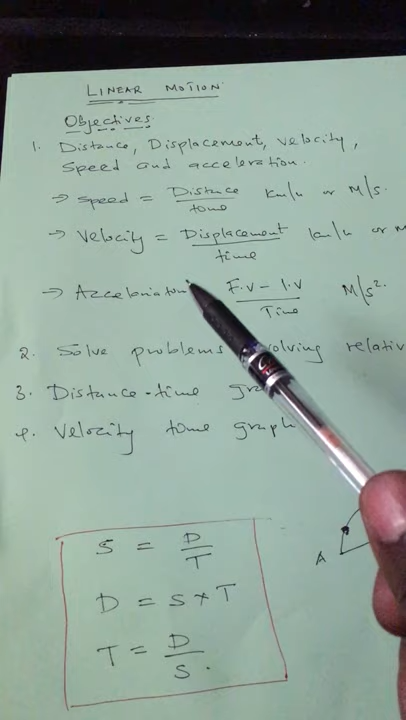 LINEAR MOTION
Objectives
1. Distance, Displacement, Velocity,
Speed and acceleration.
→ Speed = Distance / time Km/h or M/s.
→ Velocity = Displacement / time Km/h or M
→ Acceleration F.V - I.V / Time M/s².
2. Solve problems relative
3. Distance-time
4. Velocity time graph
A
S = D / T
D = S × T
T = D / S.